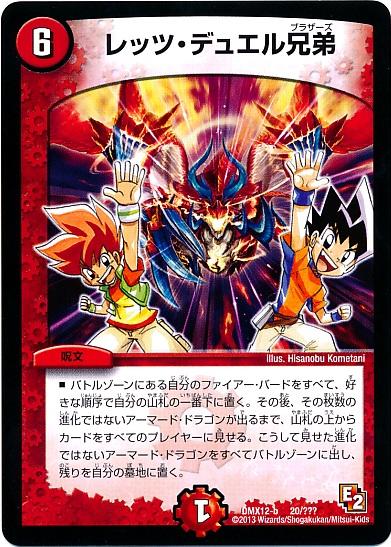 6
ブラザーズ
レッツ・デュエル兄弟
Illus. Hisanobu Kometani
呪文
■ バトルゾーンにある自分のファイアー・バードをすべて、好
きな順序で自分の山札の一番下に置く。その後、その枚数の
進化ではないアーマード・ドラゴンが出るまで、山札の上から
カードをすべてのプレイヤーに見せる。こうして見せた進化
ではないアーマード・ドラゴンをすべてバトルゾーンに出し、
残りを自分の墓地に置く。
1
DMX12-b 20/???
E2
©2013 Wizards/Shogakukan/Mitsui-Kids